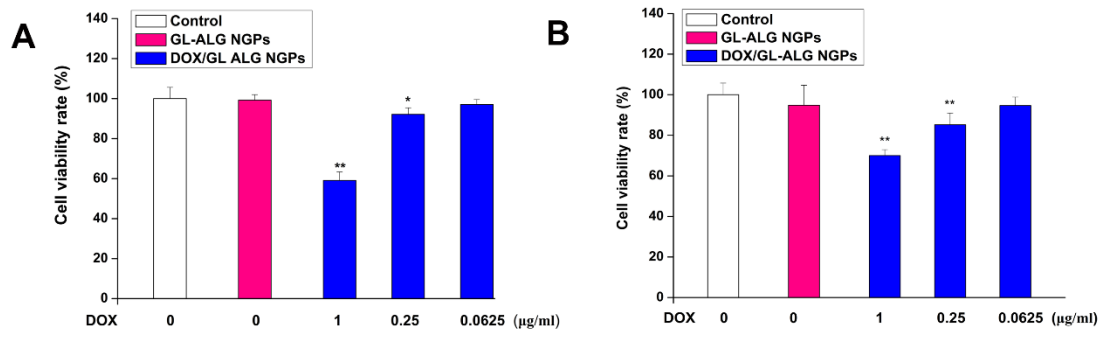 A
Control
GL-ALG NGPs
DOX/GL ALG NGPs
Cell viability rate (%)
140
120
100
80
60
40
20
0
**
*
DOX 0 0 1 0.25 0.0625 (μg/ml)
B
Control
GL-ALG NGPs
DOX/GL-ALG NGPs
Cell viability rate (%)
140
120
100
80
60
40
20
0
**
**
DOX 0 0 1 0.25 0.0625 (μg/ml)